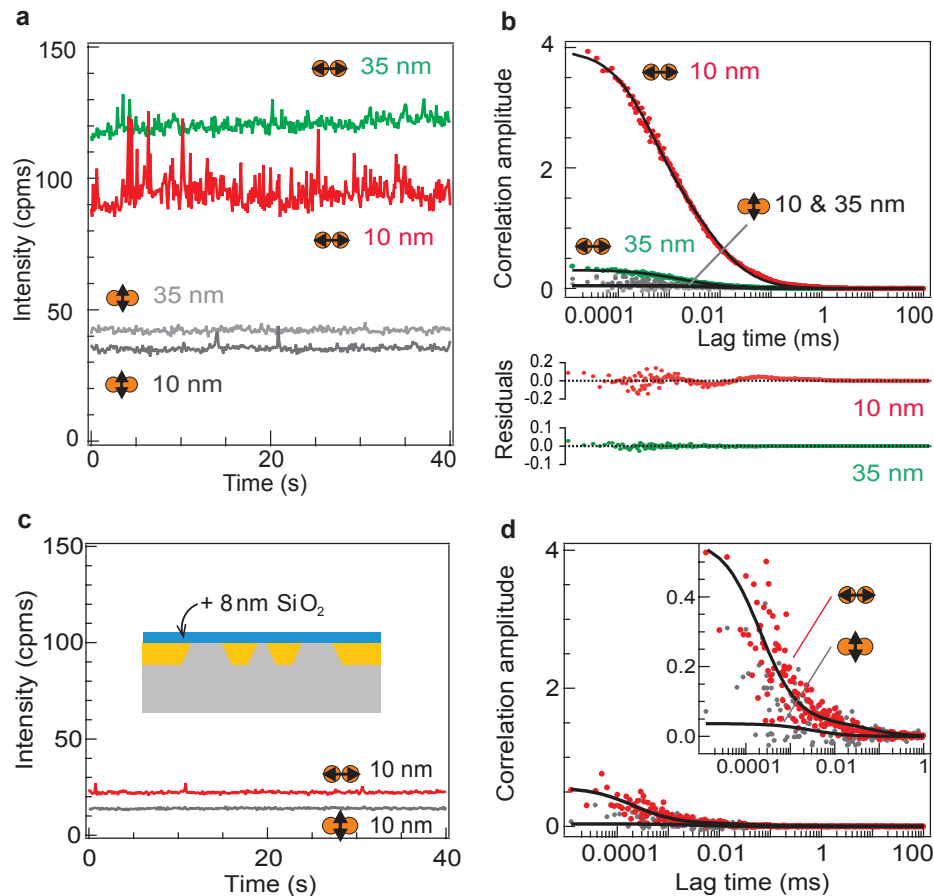 a
150
100
50
0
Intensity (cpms)
35 nm
10 nm
35 nm
10 nm
0
20
40
Time (s)
b
4
2
0
Correlation amplitude
10 nm
10 & 35 nm
35 nm
0.0001
0.01
1
100
Lag time (ms)
0.2
0.0
-0.2
10 nm
Residuals
0.1
0.0
-0.1
35 nm
c
150
100
50
0
Intensity (cpms)
+ 8nm SiO₂
10 nm
10 nm
0
20
40
Time (s)
d
4
2
0
Correlation amplitude
0.4
0.2
0.0
0.0001
0.01
1
0.0001
0.01
1
100
Lag time (ms)